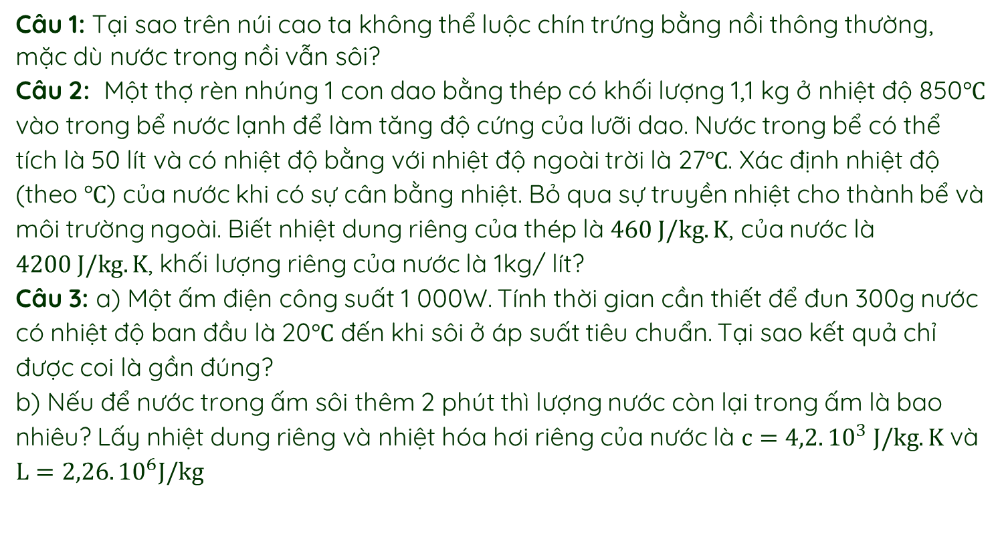 Câu 1: Tại sao trên núi cao ta không thể luộc chín trứng bằng nồi thông thường,
mặc dù nước trong nồi vẫn sôi?
Câu 2: Một thợ rèn nhúng 1 con dao bằng thép có khối lượng 1,1 kg ở nhiệt độ 850°C
vào trong bể nước lạnh để làm tăng độ cứng của lưỡi dao. Nước trong bể có thể
tích là 50 lít và có nhiệt độ bằng với nhiệt độ ngoài trời là 27°C. Xác định nhiệt độ
(theo °C) của nước khi có sự cân bằng nhiệt. Bỏ qua sự truyền nhiệt cho thành bể và
môi trường ngoài. Biết nhiệt dung riêng của thép là 460 J/kg. K, của nước là
4200 J/kg. K, khối lượng riêng của nước là 1kg/ lít?
Câu 3: a) Một ấm điện công suất 1 000W. Tính thời gian cần thiết để đun 300g nước
có nhiệt độ ban đầu là 20°C đến khi sôi ở áp suất tiêu chuẩn. Tại sao kết quả chỉ
được coi là gần đúng?
b) Nếu để nước trong ấm sôi thêm 2 phút thì lượng nước còn lại trong ấm là bao
nhiêu? Lấy nhiệt dung riêng và nhiệt hóa hơi riêng của nước là c = 4,2. 10³ J/kg. K và
L = 2,26. 10⁶J/kg